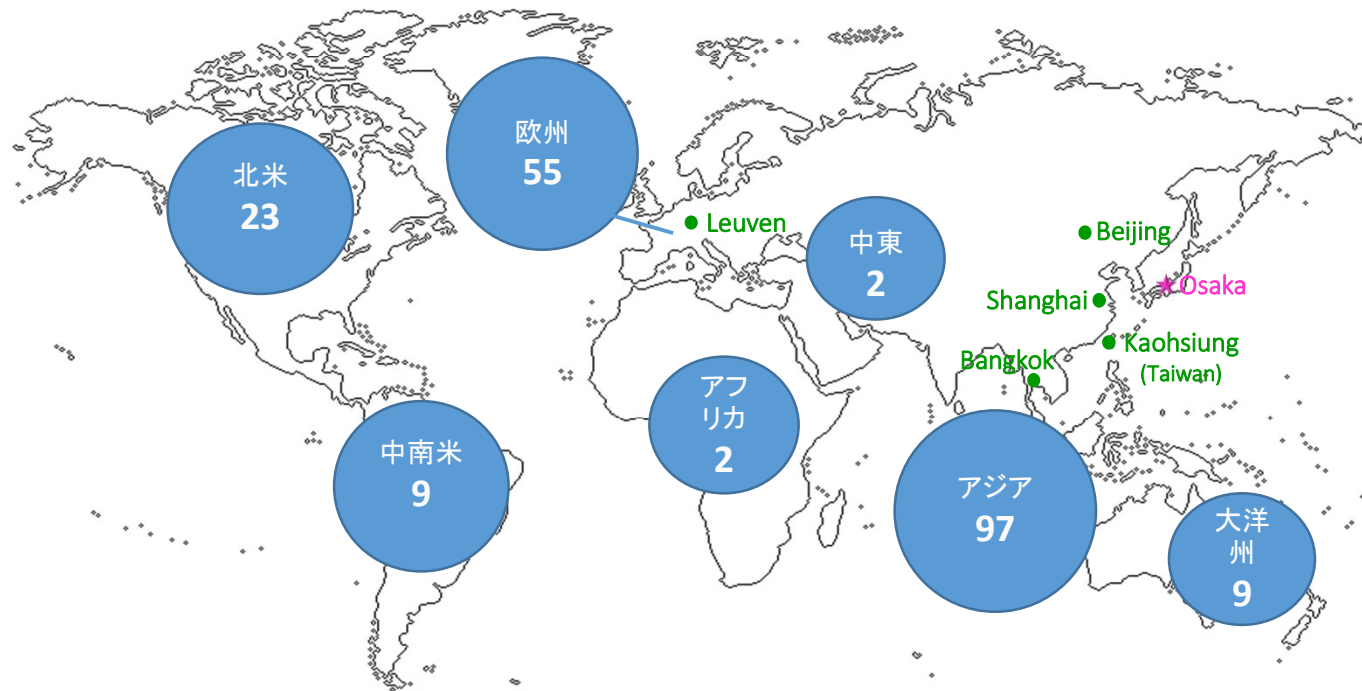 欧州
55
北米
23
Leuven
中東
2
Beijing
Osaka
Shanghai
Kaohsiung
(Taiwan)
Bangkok
アフ
リカ
2
中南米
9
アジア
97
大洋
州
9